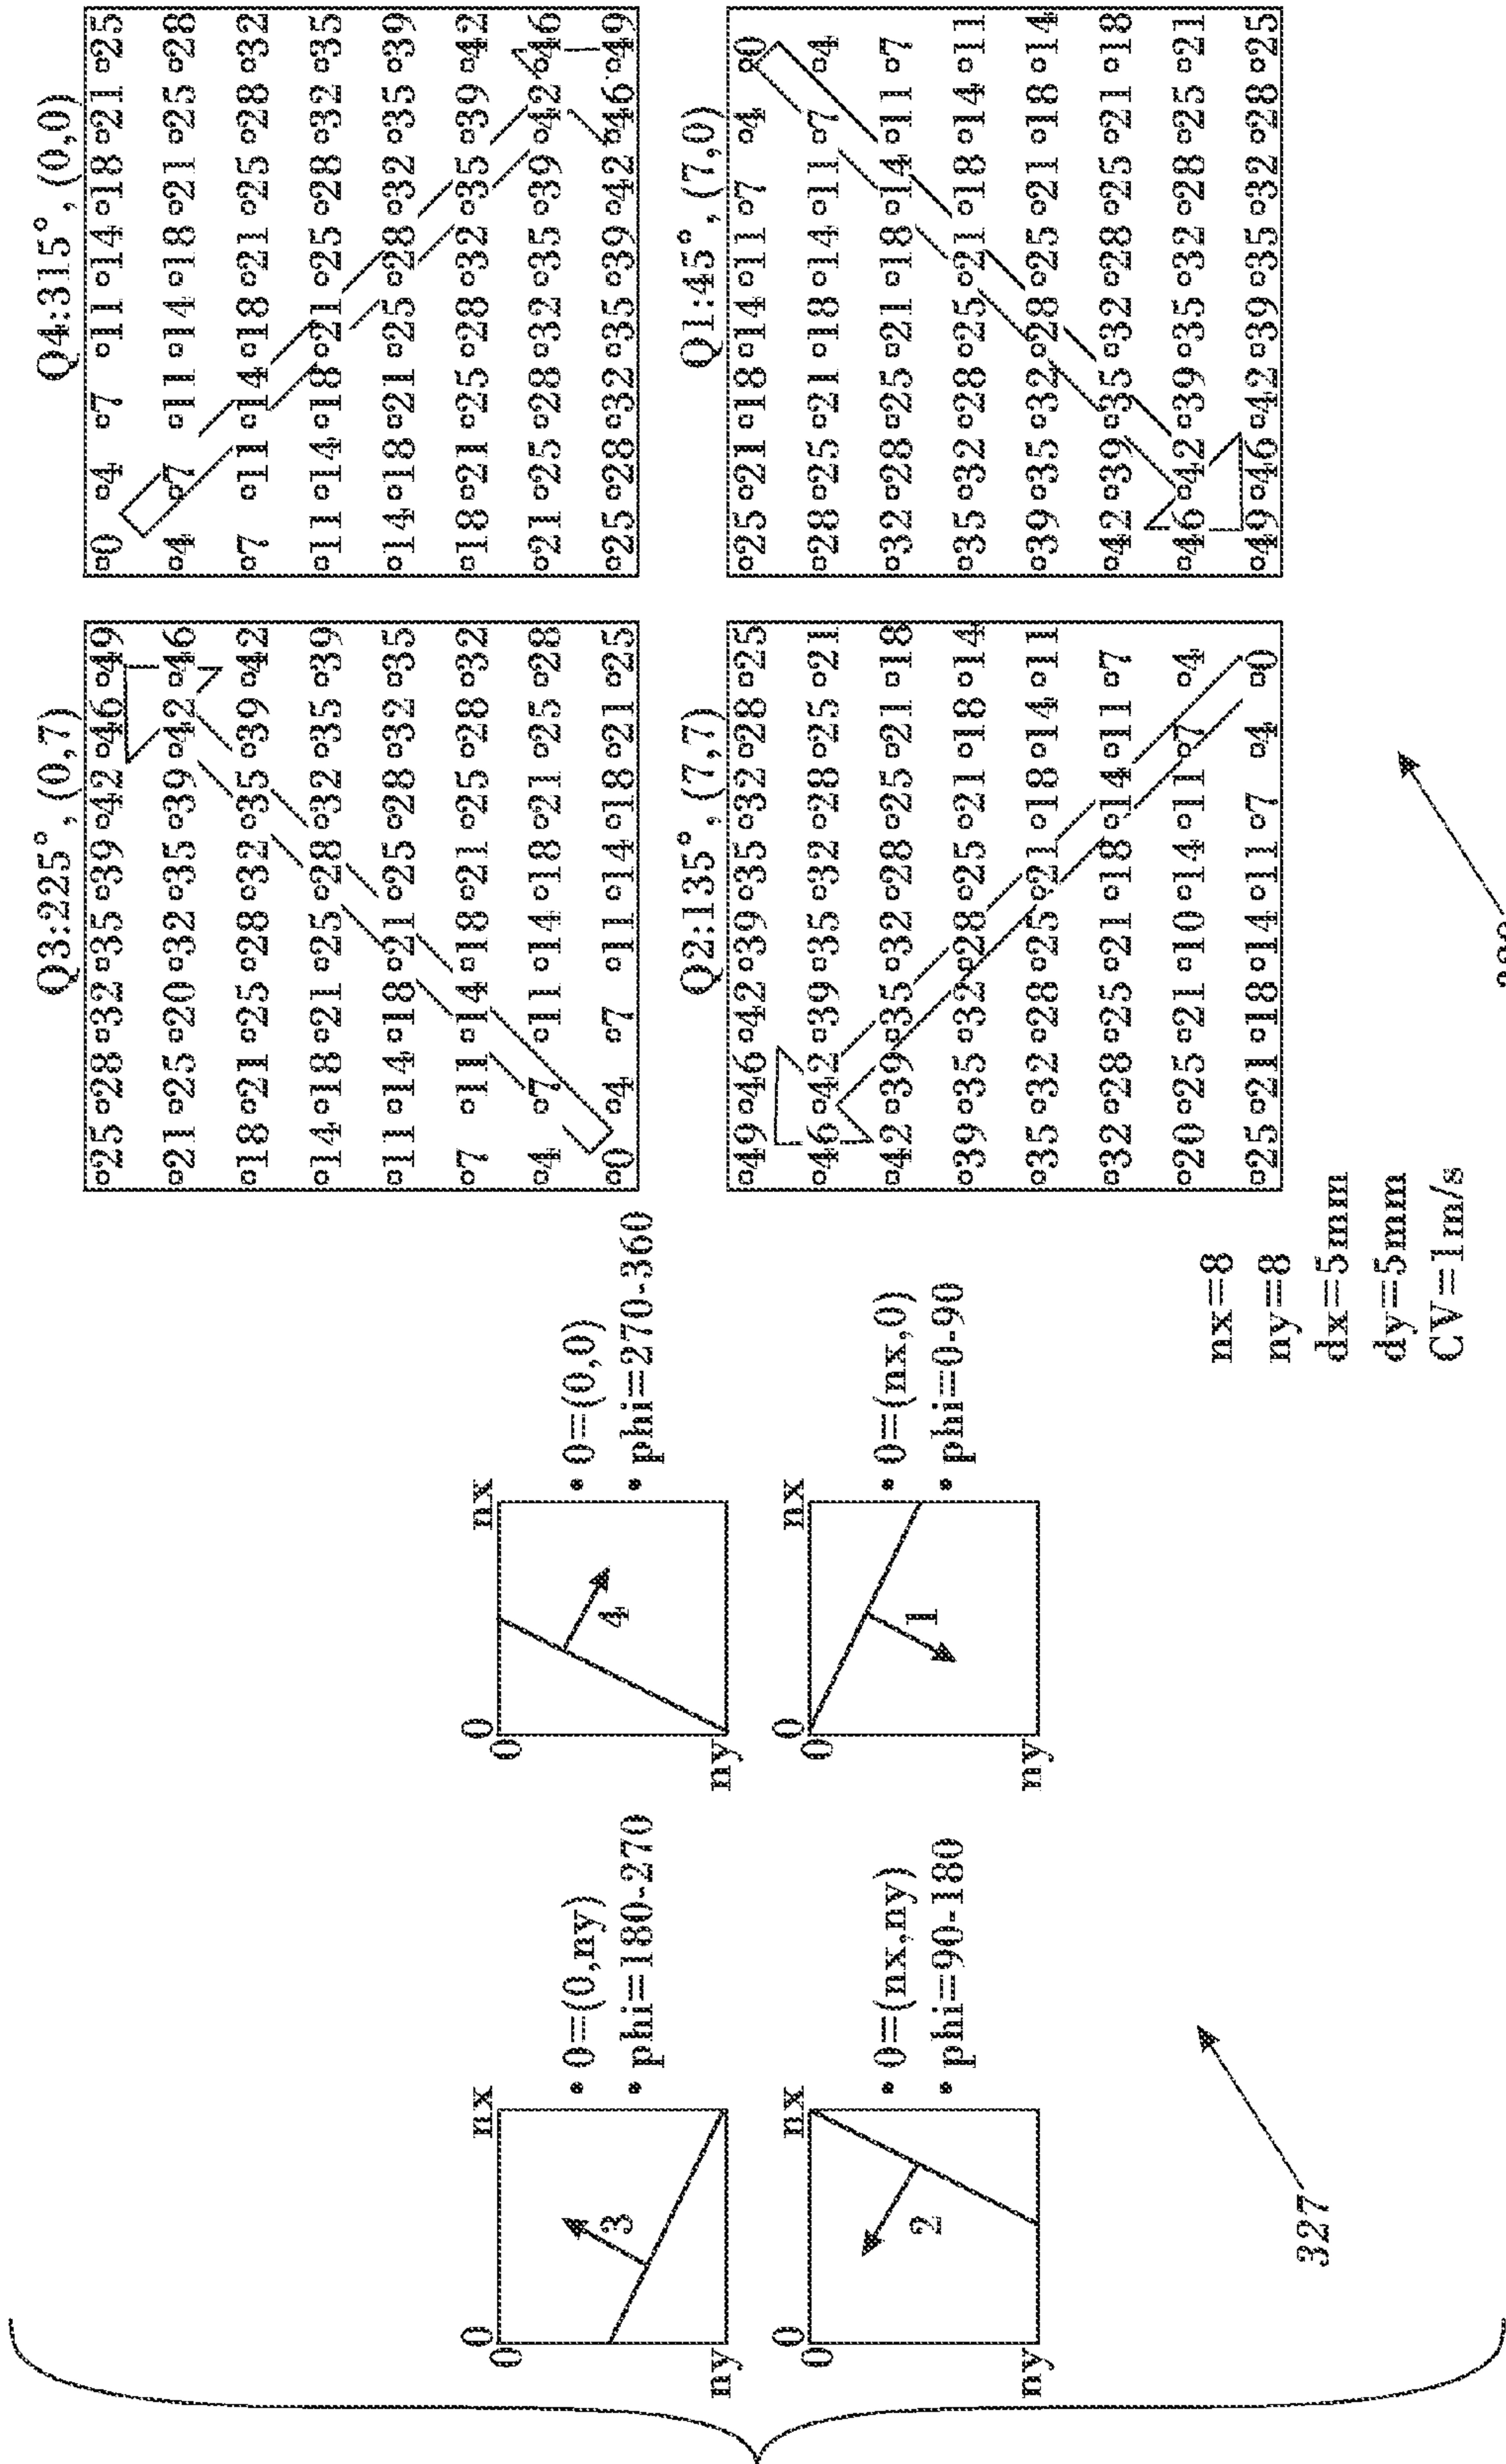 0 nx
0
3
ny
• 0=(0,ny)
• phi=180-270
0 nx
0
4
ny
• 0=(0,0)
• phi=270-360
0 nx
0
2
ny
• 0=(nx,ny)
• phi=90-180
0 nx
0
1
ny
• 0=(nx,0)
• phi=0-90
327
nx=8
ny=8
dx=5mm
dy=5mm
CV=1m/s
Q3:225°,(0,7)
25 28 32 35 39 42 46 49
21 25 20 32 35 39 42 46
18 21 25 28 32 35 39 42
14 18 21 25 28 32 35 39
11 14 18 21 25 28 32 35
7 11 14 18 21 25 28 32
4 7 11 14 18 21 25 28
0 4 7 11 14 18 21 25
Q4:315°,(0,0)
0 4 7 11 14 18 21 25
4 7 11 14 18 21 25 28
7 11 14 18 21 25 28 32
11 14 18 21 25 28 32 35
14 18 21 25 28 32 35 39
18 21 25 28 32 35 39 42
21 25 28 32 35 39 42 46
25 28 32 35 39 42 46 49
Q2:135°,(7,7)
49 46 42 39 35 32 28 25
46 42 39 35 32 28 25 21
42 39 35 32 28 25 21 18
39 35 32 28 25 21 18 14
35 32 28 25 21 18 14 11
32 28 25 21 18 14 11 7
20 25 21 10 14 11 7 4
25 21 18 14 11 7 4 0
Q1:45°,(7,0)
25 21 18 14 11 7 4 0
28 25 21 18 14 11 7 4
32 28 25 21 18 14 11 7
35 32 28 25 21 18 14 11
39 35 32 28 25 21 18 14
42 39 35 32 28 25 21 18
46 42 39 35 32 28 25 21
49 46 42 39 35 32 28 25